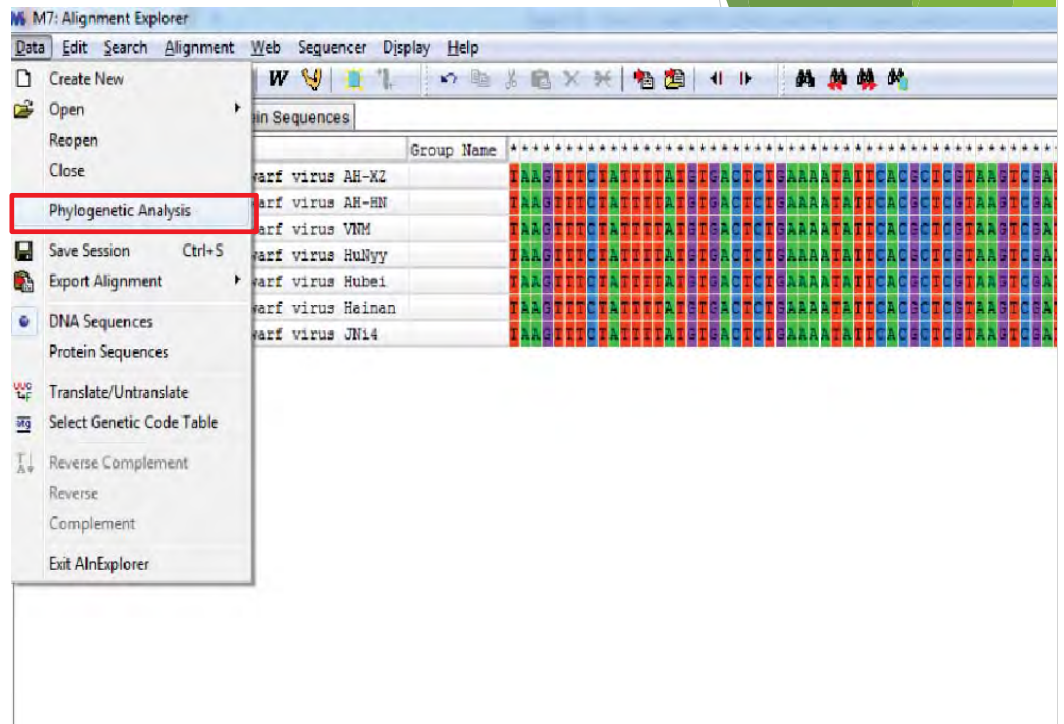 M7: Alignment Explorer
Data Edit Search Alignment Web Sequencer Display Help
Create New W
Open ein Sequences
Reopen Group Name * * * * * * * * * * * * * * * * * * * * * * * * * * * * * * * * * * * * * * * * * * * * * * * * *
Close warf virus AH-XZ TAAGTTTCTATTTTATGTGACTCTGAAAATATTCACGCTCGTAAGTCGA
warf virus AH-HN TAAGTTTCTATTTTATGTGACTCTGAAAATATTCACGCTCGTAAGTCGA
Phylogenetic Analysis
warf virus VNM TAAGTTTCTATTTTATGTGACTCTGAAAATATTCACGCTCGTAAGTCGA
Save Session Ctrl+S warf virus HuNyy TAAGTTTCTATTTTATGTGACTCTGAAAATATTCACGCTCGTAAGTCGA
Export Alignment warf virus Hubei TAAGTTTCTATTTTATGTGACTCTGAAAATATTCACGCTCGTAAGTCGA
warf virus Hainan TAAGTTTCTATTTTATGTGACTCTGAAAATATTCACGCTCGTAAGTCGA
DNA Sequences
warf virus JNi4 TAAGTTTCTATTTTATGTGACTCTGAAAATATTCACGCTCGTAAGTCGA
Protein Sequences
Translate/Untranslate
Select Genetic Code Table
Reverse Complement
Reverse
Complement
Exit AlnExplorer